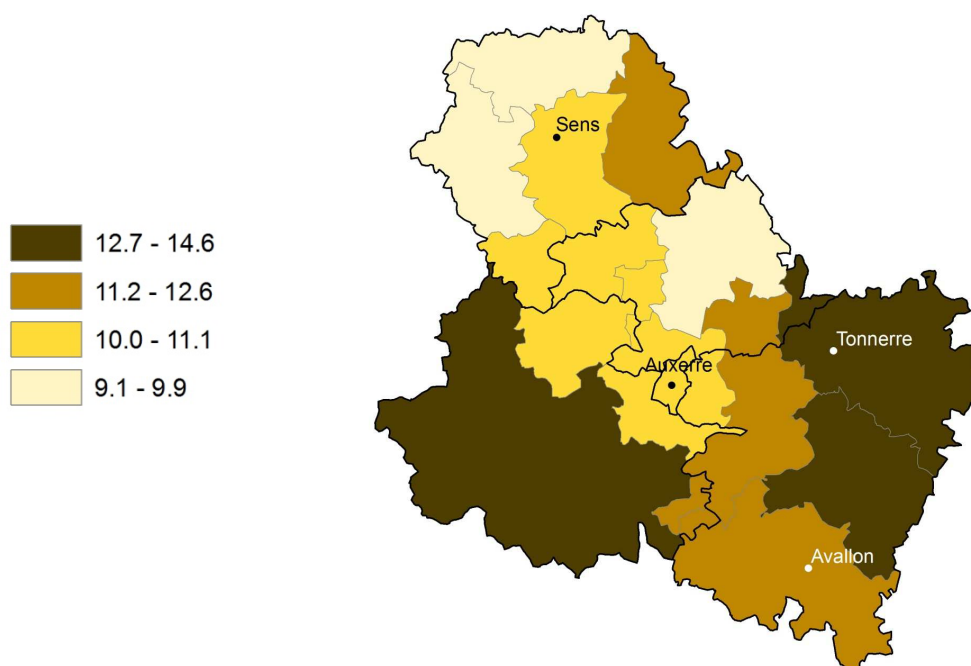 Sens
12.7 - 14.6
11.2 - 12.6
10.0 - 11.1
9.1 - 9.9
Tonnerre
Auxerre
Avallon